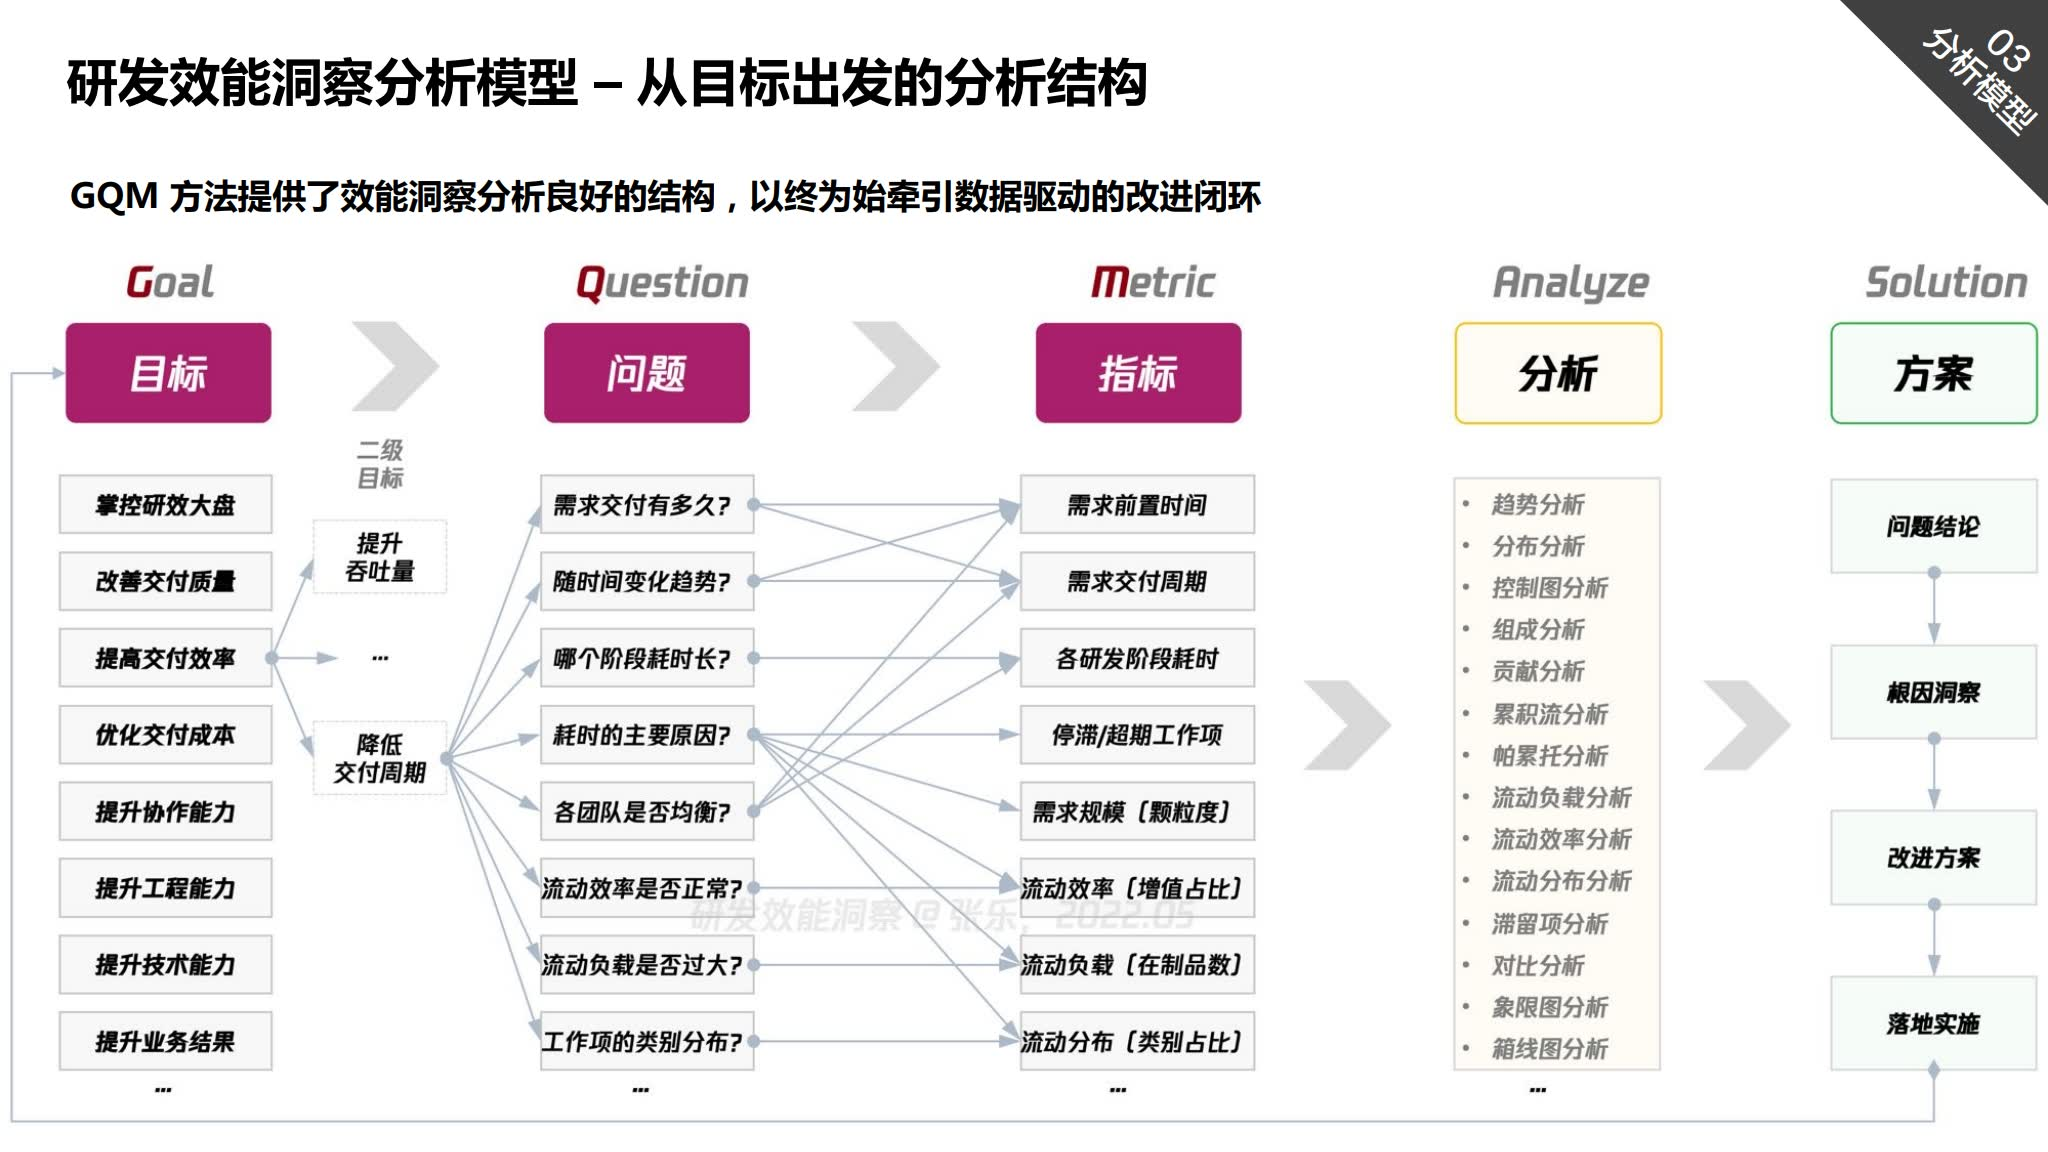 研发效能洞察分析模型 – 从目标出发的分析结构
03
分析模型
GQM 方法提供了效能洞察分析良好的结构，以终为始牵引数据驱动的改进闭环
Goal
Question
Metric
Analyze
Solution
目标
问题
指标
分析
方案
二级
目标
掌控研效大盘
改善交付质量
提高交付效率
优化交付成本
提升协作能力
提升工程能力
提升技术能力
提升业务结果
...
提升
吞吐量
...
降低
交付周期
需求交付有多久?
随时间变化趋势?
哪个阶段耗时长?
耗时的主要原因?
各团队是否均衡?
流动效率是否正常?
流动负载是否过大?
工作项的类别分布?
...
需求前置时间
需求交付周期
各研发阶段耗时
停滞/超期工作项
需求规模（颗粒度）
流动效率（增值占比）
流动负载（在制品数）
流动分布（类别占比）
...
研发效能洞察 @ 张乐，2022.05
• 趋势分析
• 分布分析
• 控制图分析
• 组成分析
• 贡献分析
• 累积流分析
• 帕累托分析
• 流动负载分析
• 流动效率分析
• 流动分布分析
• 滞留项分析
• 对比分析
• 象限图分析
• 箱线图分析
...
问题结论
根因洞察
改进方案
落地实施